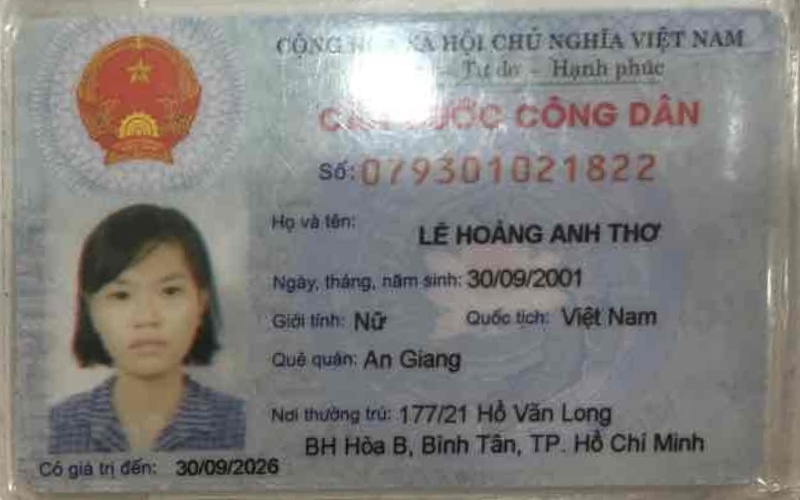 CỘNG HÒA XÃ HỘI CHỦ NGHĨA VIỆT NAM
Tự do - Hạnh phúc
CĂN CƯỚC CÔNG DÂN
Số: 079301021822
Họ và tên: LÊ HOÀNG ANH THƠ
Ngày, tháng, năm sinh: 30/09/2001
Giới tính: Nữ Quốc tịch: Việt Nam
Quê quán: An Giang
Nơi thường trú: 177/21 Hồ Văn Long
BH Hòa B, Bình Tân, TP. Hồ Chí Minh
Có giá trị đến: 30/09/2026